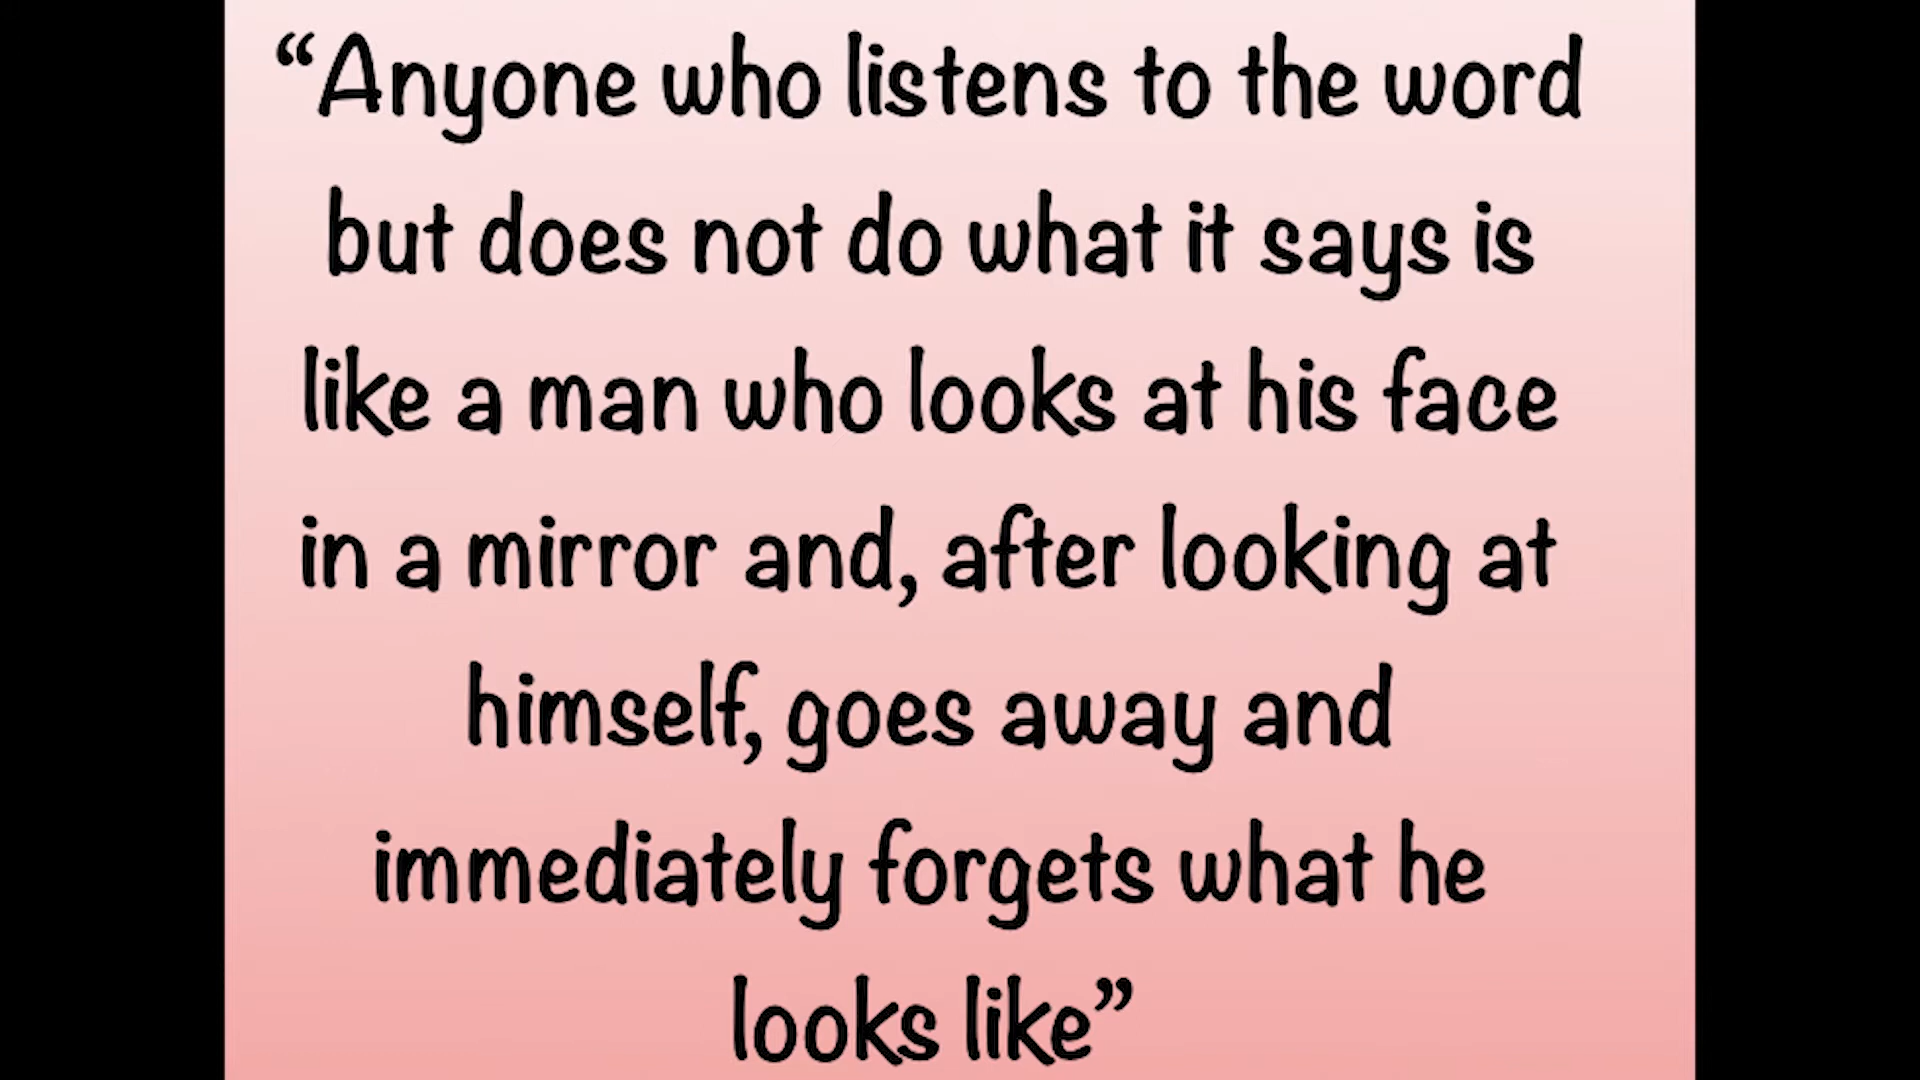 “Anyone who listens to the word
but does not do what it says is
like a man who looks at his face
in a mirror and, after looking at
himself, goes away and
immediately forgets what he
looks like”